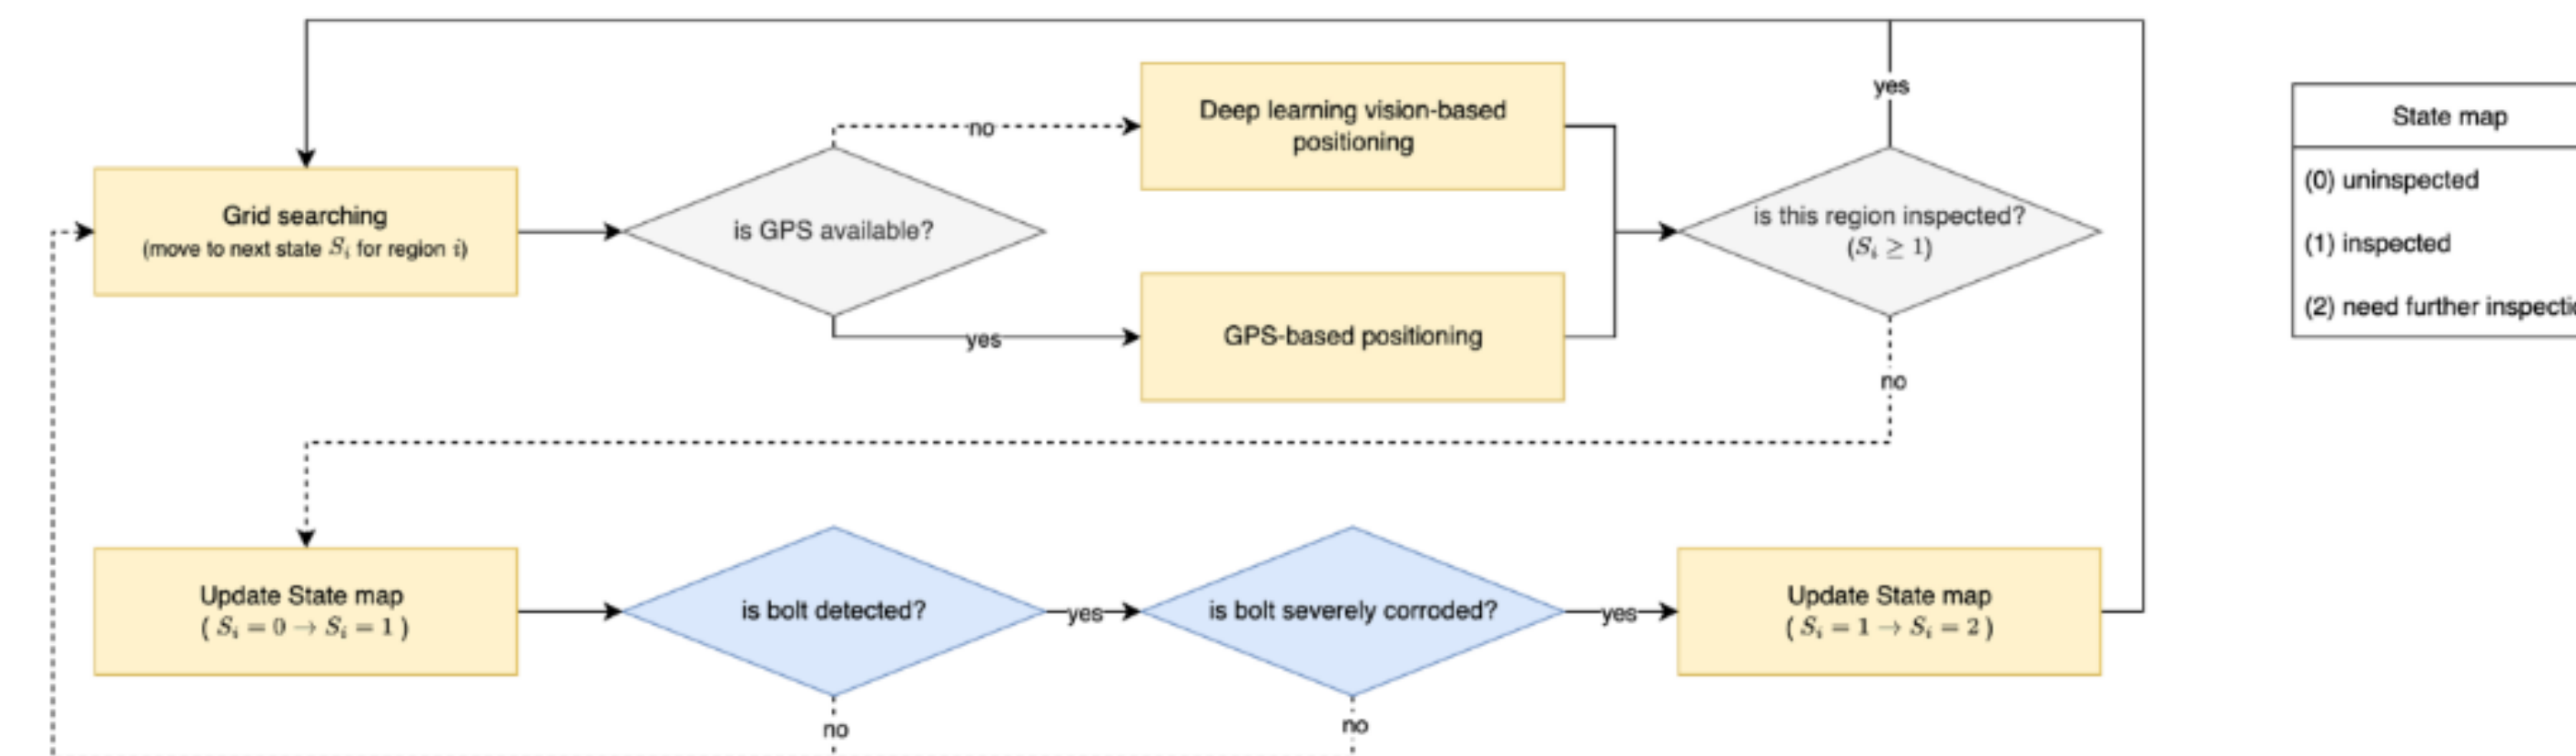 yes
Deep learning vision-based
positioning
State map
no
(0) uninspected
Grid searching
(move to next state Sᵢ for region i)
is GPS available?
is this region inspected?
(Sᵢ ≥ 1)
(1) inspected
(2) need further
yes
GPS-based positioning
no
Update State map
( Sᵢ = 0 → Sᵢ = 1 )
is bolt detected?
yes
is bolt severely corroded?
yes
Update State map
( Sᵢ = 1 → Sᵢ = 2 )
no
no